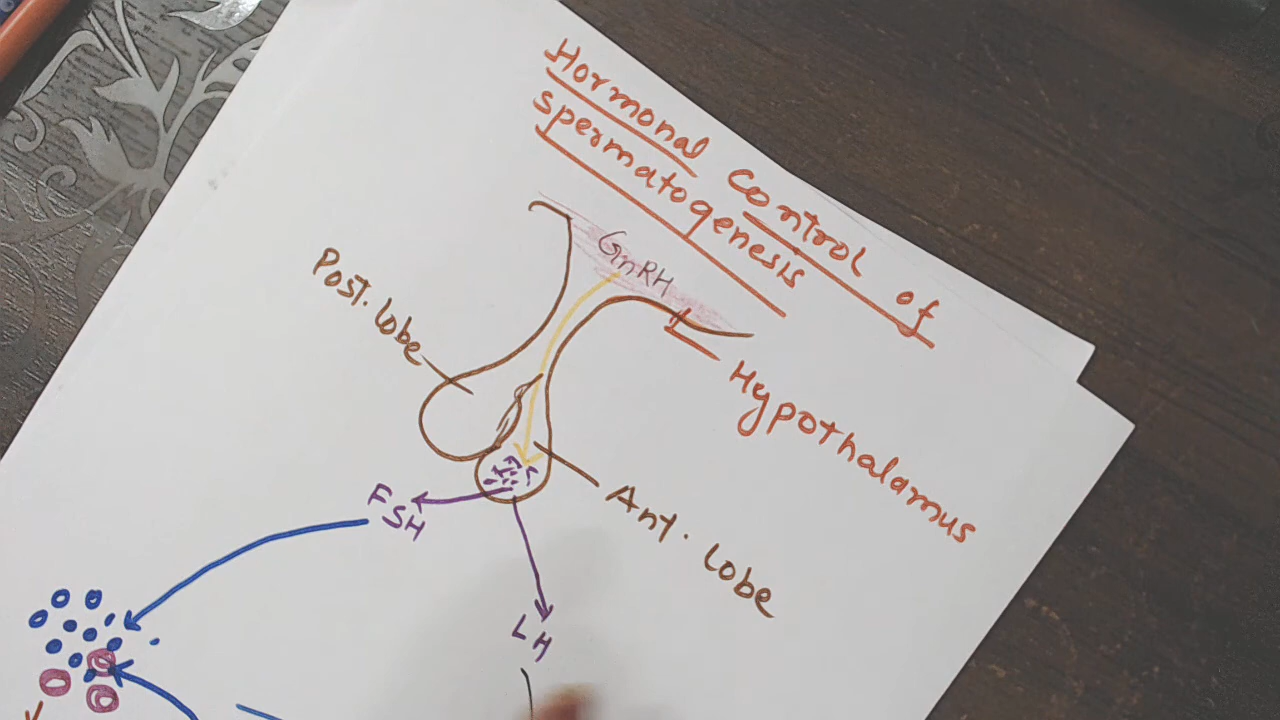 Hormonal Control of
spermatogenesis
GnRH
Post. lobe
Hypothalamus
Ant. lobe
FSH
LH